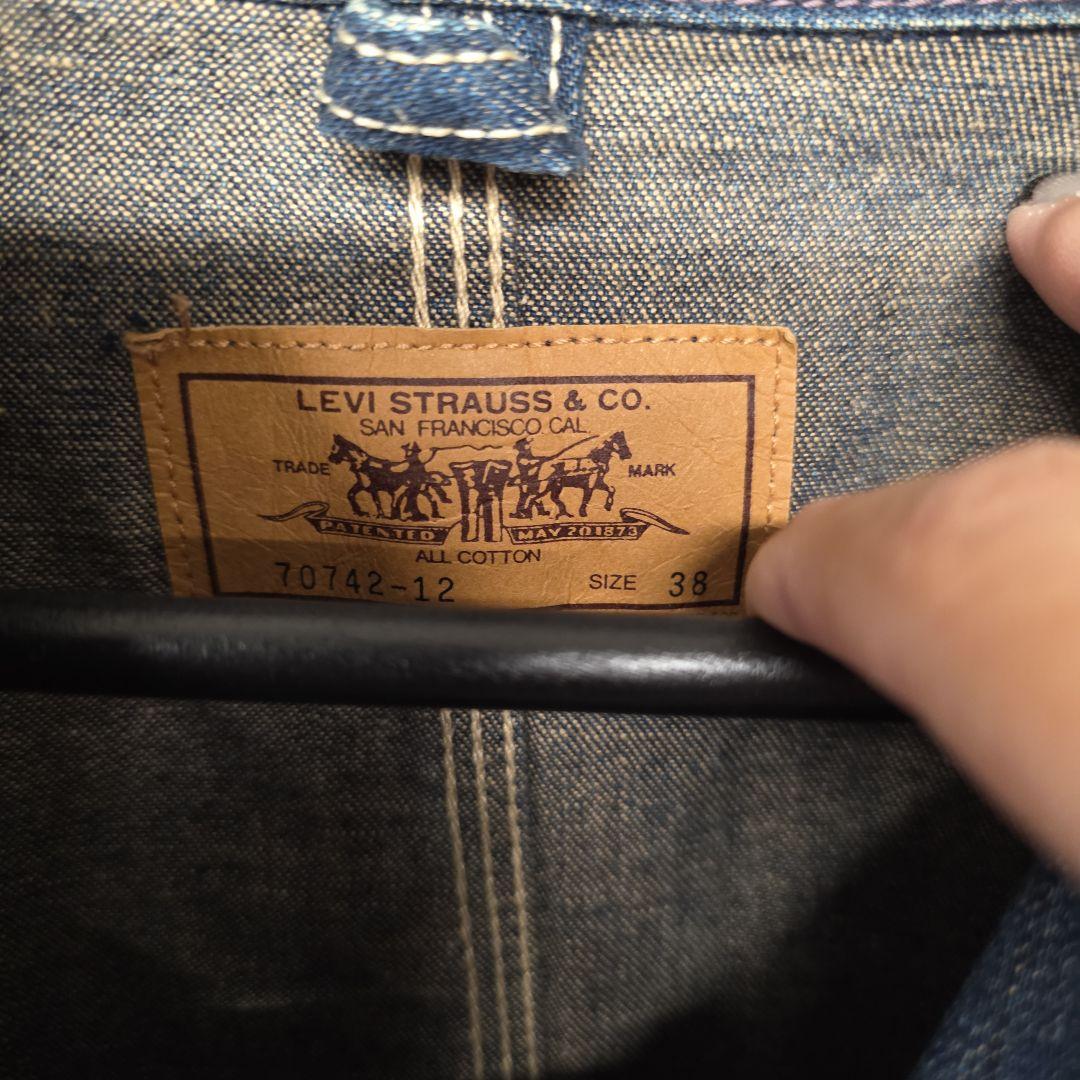 LEVI STRAUSS & CO.
SAN FRANCISCO CAL.
TRADE MARK
PATENTED MAY 20 1873
ALL COTTON
70742-12 SIZE 38